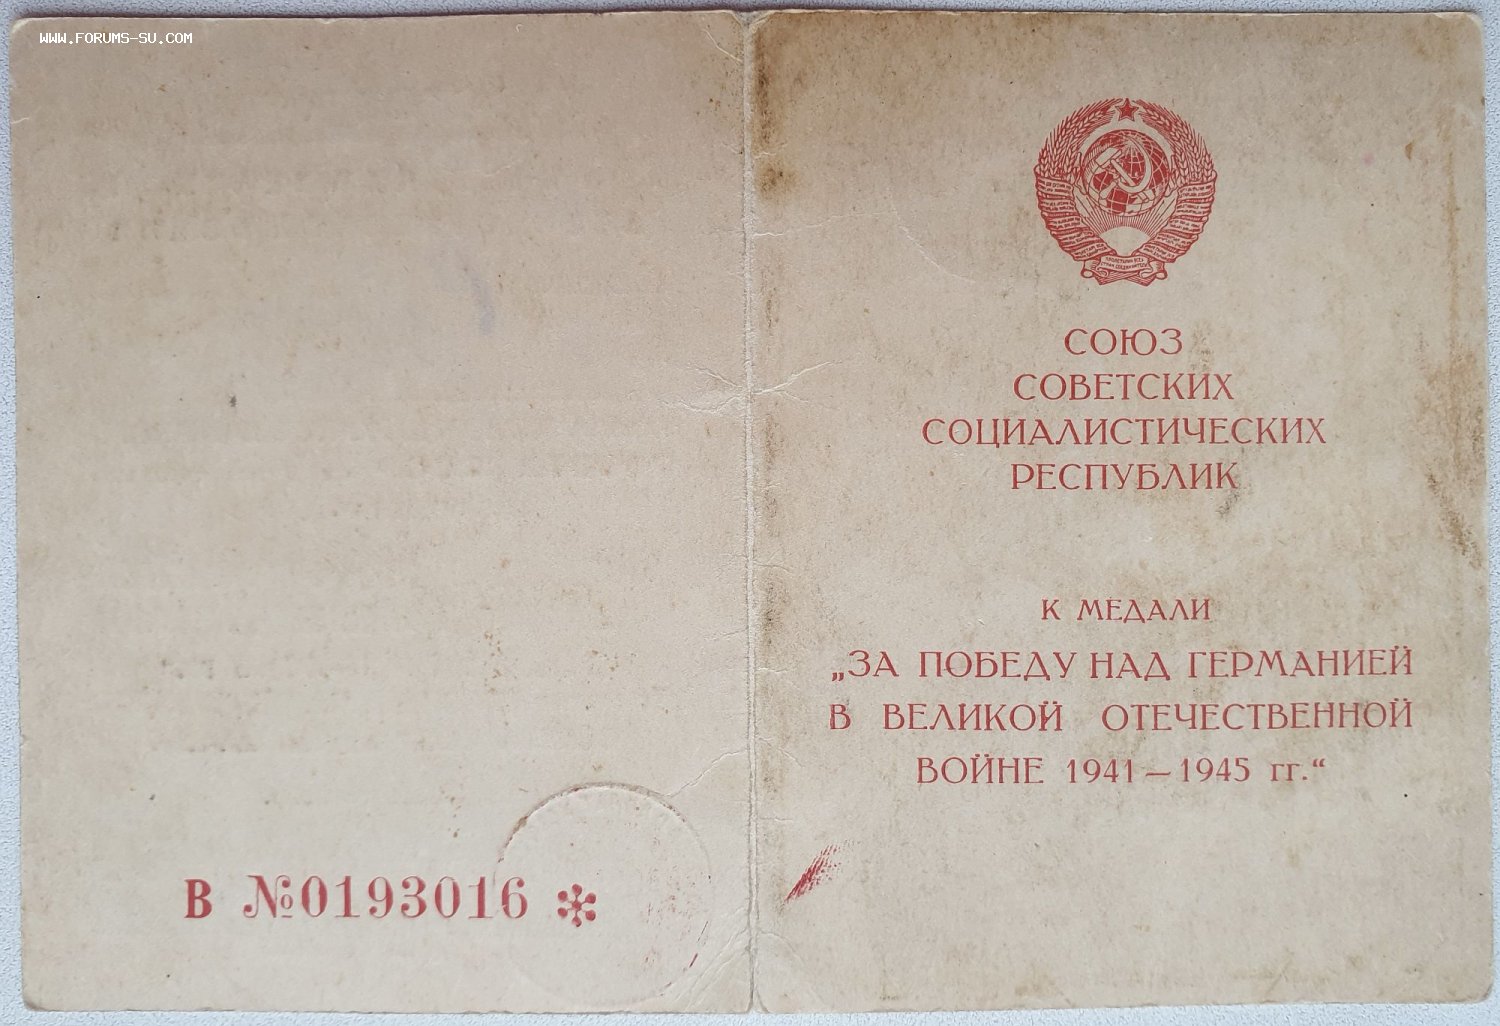 WWW.FORUMS-SU.COM
В №0193016 *
СОЮЗ
СОВЕТСКИХ
СОЦИАЛИСТИЧЕСКИХ
РЕСПУБЛИК
К МЕДАЛИ
„ЗА ПОБЕДУ НАД ГЕРМАНИЕЙ
В ВЕЛИКОЙ ОТЕЧЕСТВЕННОЙ
ВОЙНЕ 1941—1945 гг.“